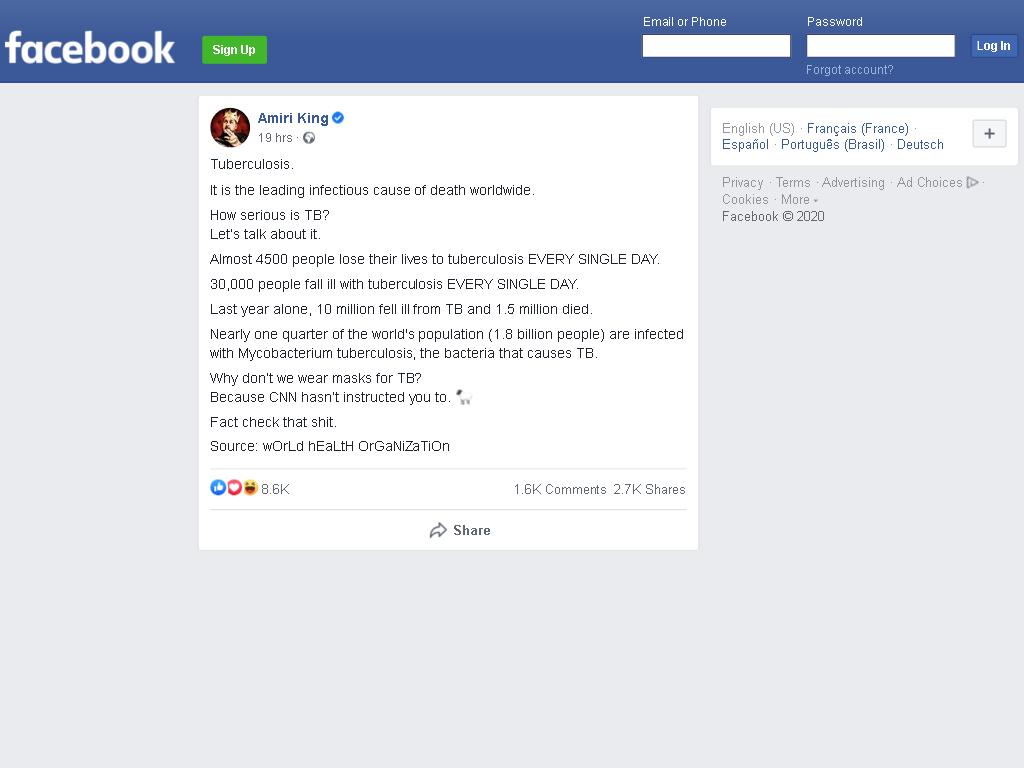 facebook
Sign Up
Email or Phone
Password
Log In
Forgot account?
Amiri King
19 hrs ·
Tuberculosis.
It is the leading infectious cause of death worldwide.
How serious is TB?
Let's talk about it.
Almost 4500 people lose their lives to tuberculosis EVERY SINGLE DAY.
30,000 people fall ill with tuberculosis EVERY SINGLE DAY.
Last year alone, 10 million fell ill from TB and 1.5 million died.
Nearly one quarter of the world's population (1.8 billion people) are infected
with Mycobacterium tuberculosis, the bacteria that causes TB.
Why don't we wear masks for TB?
Because CNN hasn't instructed you to. 🐑
Fact check that shit.
Source: wOrLd hEaLtH OrGaNiZaTiOn
8.6K
1.6K Comments 2.7K Shares
Share
English (US) · Français (France) ·
Español · Português (Brasil) · Deutsch
+
Privacy · Terms · Advertising · Ad Choices ·
Cookies · More
Facebook © 2020